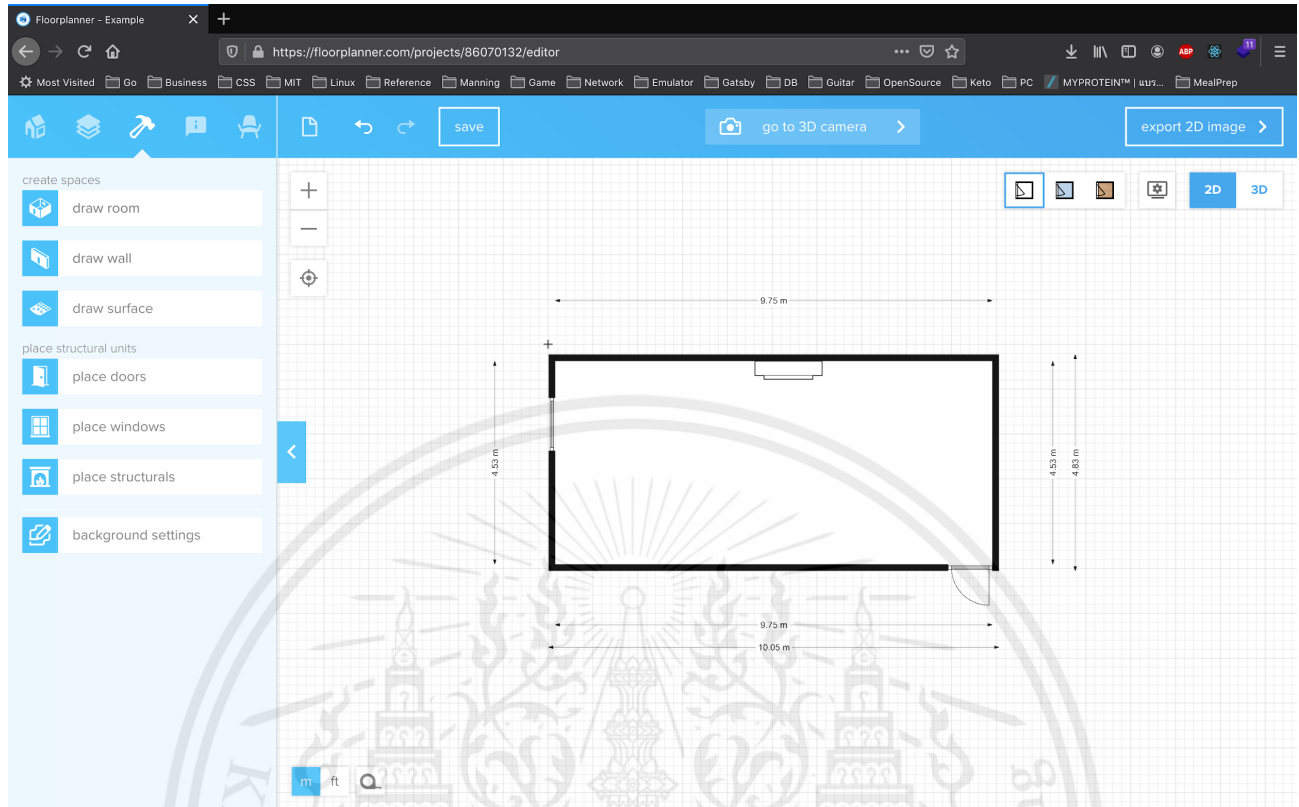 Floorplanner - Example
https://floorplanner.com/projects/86070132/editor
11
ABP
Most Visited Go Business CSS MIT Linux Reference Manning Game Network Emulator Gatsby DB Guitar OpenSource Keto PC MYPROTEIN™ | แบร... MealPrep
save
go to 3D camera
export 2D image
create spaces
draw room
draw wall
draw surface
place structural units
place doors
place windows
place structurals
background settings
2D 3D
9.75 m
4.53 m
4.53 m
4.83 m
9.75 m
10.05 m
m ft
K